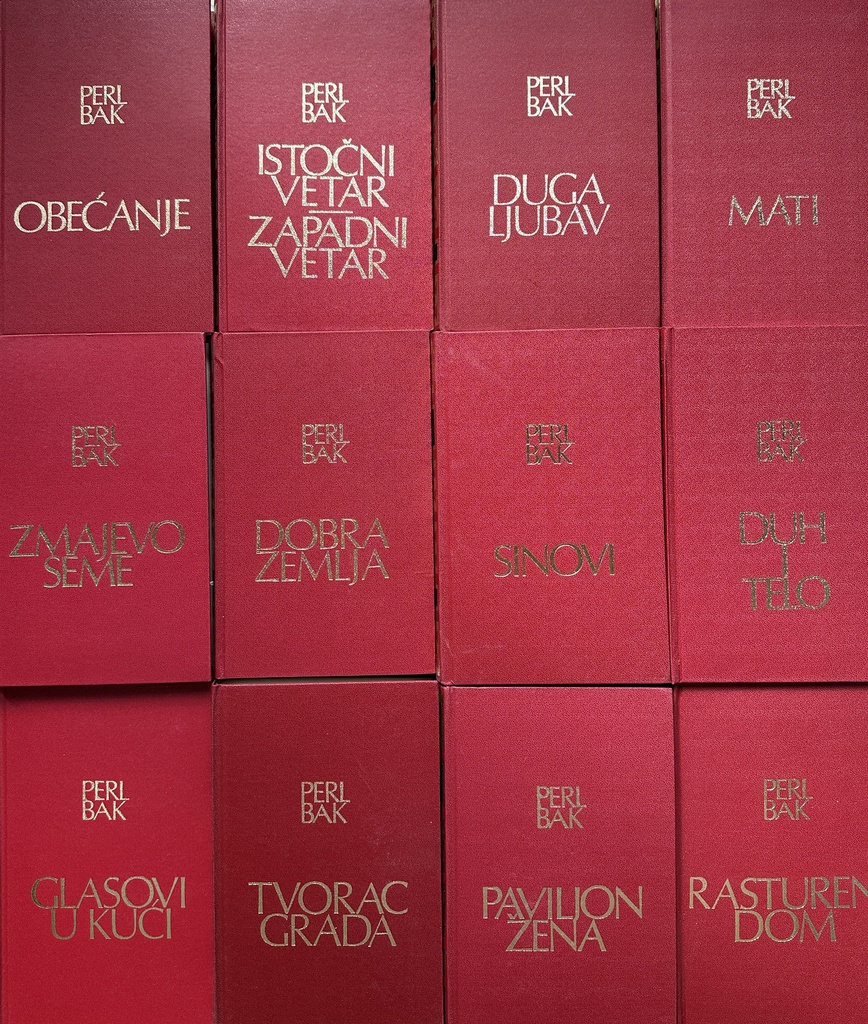 PERL
BAK
OBEĆANJE
PERL
BAK
ISTOČNI
VETAR
ZAPADNI
VETAR
PERL
BAK
DUGA
LJUBAV
PERL
BAK
MATI
PERL
BAK
ZMAJEVO
SEME
PERL
BAK
DOBRA
ZEMLJA
PERL
BAK
SINOVI
PERL
BAK
DUH
I
TELO
PERL
BAK
GLASOVI
U KUĆI
PERL
BAK
TVORAC
GRADA
PERL
BAK
PAVILJON
ŽENA
PERL
BAK
RASTUREN
DOM